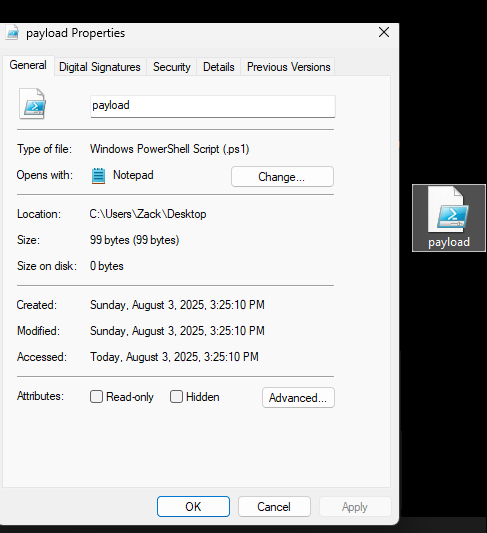 payload Properties
General Digital Signatures Security Details Previous Versions
payload
Type of file: Windows PowerShell Script (.ps1)
Opens with: Notepad Change...
Location: C:\Users\Zack\Desktop
Size: 99 bytes (99 bytes)
Size on disk: 0 bytes
Created: Sunday, August 3, 2025, 3:25:10 PM
Modified: Sunday, August 3, 2025, 3:25:10 PM
Accessed: Today, August 3, 2025, 3:25:10 PM
Attributes: Read-only Hidden Advanced...
OK Cancel Apply
payload